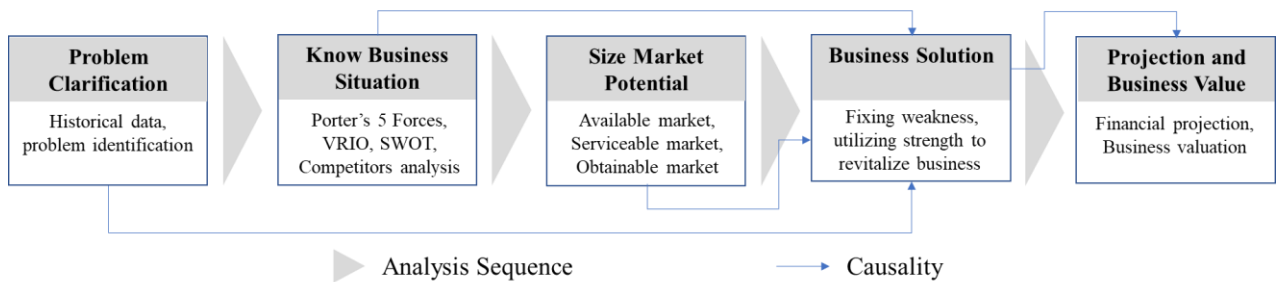 Problem
Clarification
Historical data,
problem identification
Know Business
Situation
Porter's 5 Forces,
VRIO, SWOT,
Competitors analysis
Size Market
Potential
Available market,
Serviceable market,
Obtainable market
Business Solution
Fixing weakness,
utilizing strength to
revitalize business
Projection and
Business Value
Financial projection,
Business valuation
Analysis Sequence
Causality